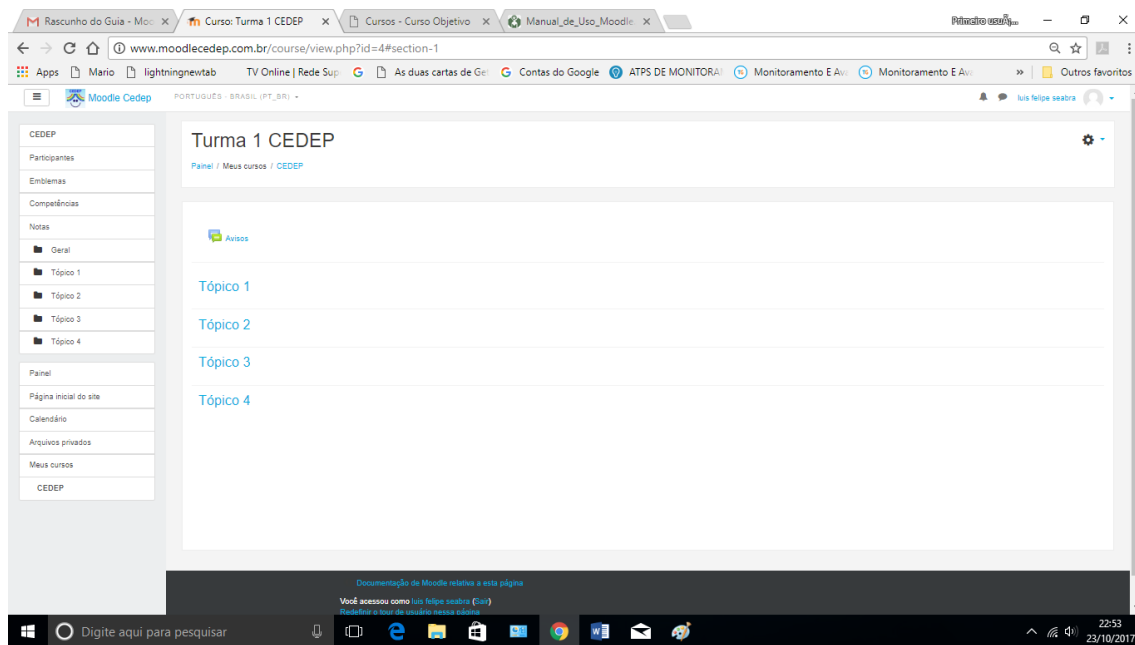 Rascunho do Guia - Moc
Curso: Turma 1 CEDEP
Cursos - Curso Objetivo
Manual_de_Uso_Moodle
www.moodlecedep.com.br/course/view.php?id=4#section-1
Apps Mario lightningnewtab TV Online | Rede Sup As duas cartas de Ge Contas do Google ATPS DE MONITORA Monitoramento E Ava Monitoramento E Ava » Outros favoritos
Moodle Cedep PORTUGUÊS - BRASIL (PT_BR) luis felipe seabra
CEDEP
Participantes
Emblemas
Competências
Notas
Geral
Tópico 1
Tópico 2
Tópico 3
Tópico 4
Painel
Página inicial do site
Calendário
Arquivos privados
Meus cursos
CEDEP
Turma 1 CEDEP
Painel / Meus cursos / CEDEP
Avisos
Tópico 1
Tópico 2
Tópico 3
Tópico 4
Documentação de Moodle relativa a esta página
Você acessou como luis felipe seabra (Sair)
Redefinir o tour de usuário nessa página
Digite aqui para pesquisar
22:53
23/10/2017